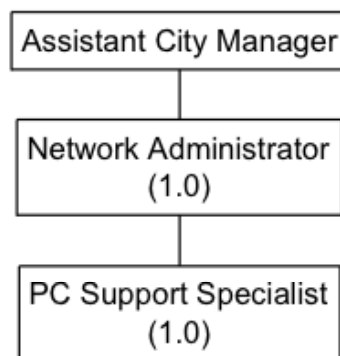 Assistant City Manager
Network Administrator
(1.0)
PC Support Specialist
(1.0)